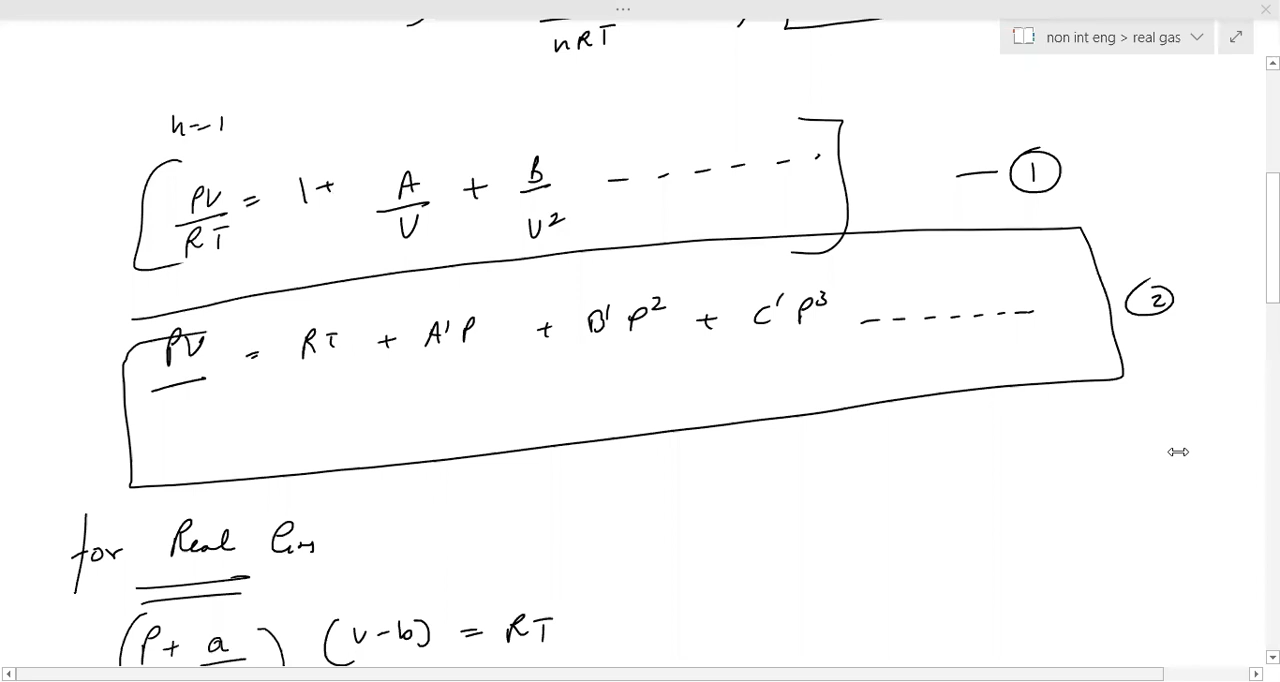 non int eng > real gas
nRT
n=1
PV/RT = 1 + A/V + B/V² - - - - - - . — ①
PV = RT + A'P + B'P² + C'P³ - - - - - - - ②
for Real Gas
(P + a/ ) (v-b) = RT